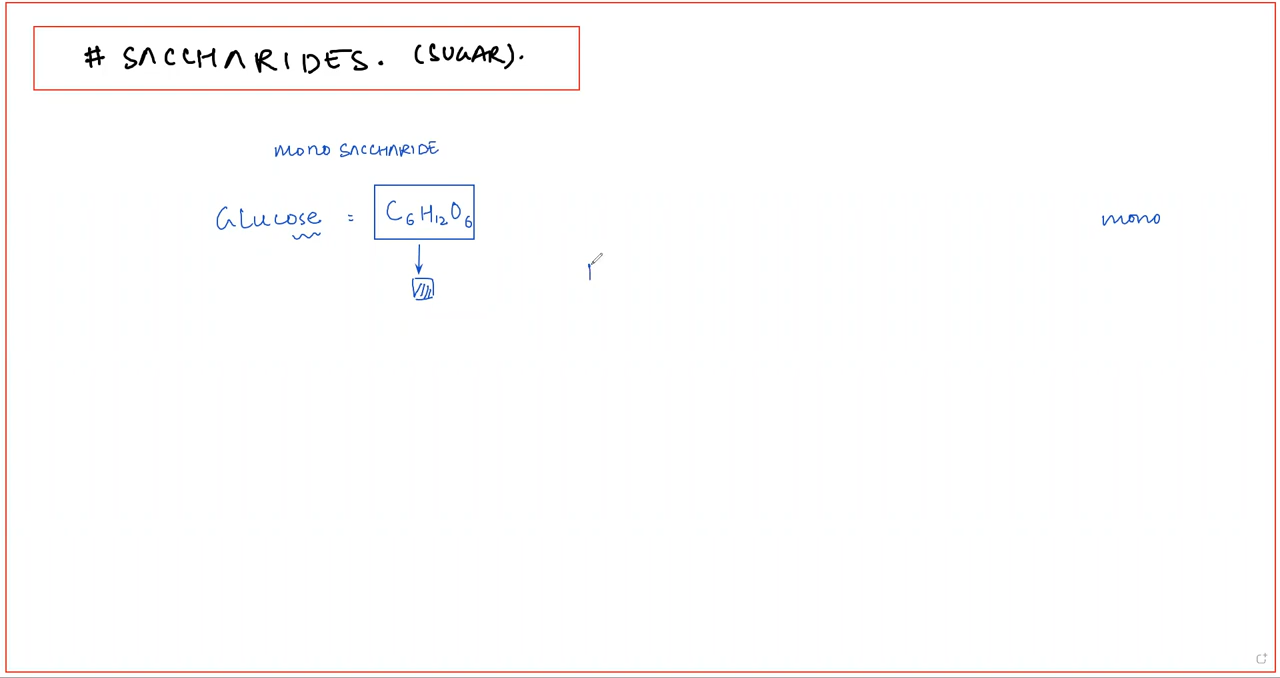 # SACCHARIDES. (SUGAR).
mono SACCHARIDE
Glucose = C₆H₁₂O₆
mono